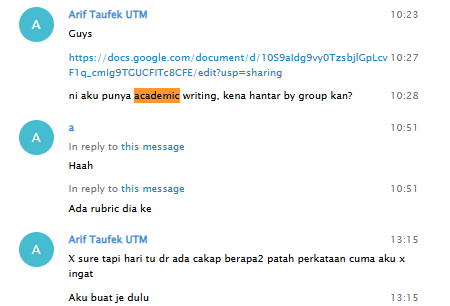 A
Arif Taufek UTM
10:23
Guys
https://docs.google.com/document/d/10S9aIdg9vy0TzsbjlGpLcv
10:27
F1q_cmIg9TGUCFITc8CFE/edit?usp=sharing
ni aku punya academic writing, kena hantar by group kan?
10:28
A
a
10:51
In reply to this message
Haah
In reply to this message
10:51
Ada rubric dia ke
A
Arif Taufek UTM
13:15
X sure tapi hari tu dr ada cakap berapa2 patah perkataan cuma aku x
ingat
Aku buat je dulu
13:15